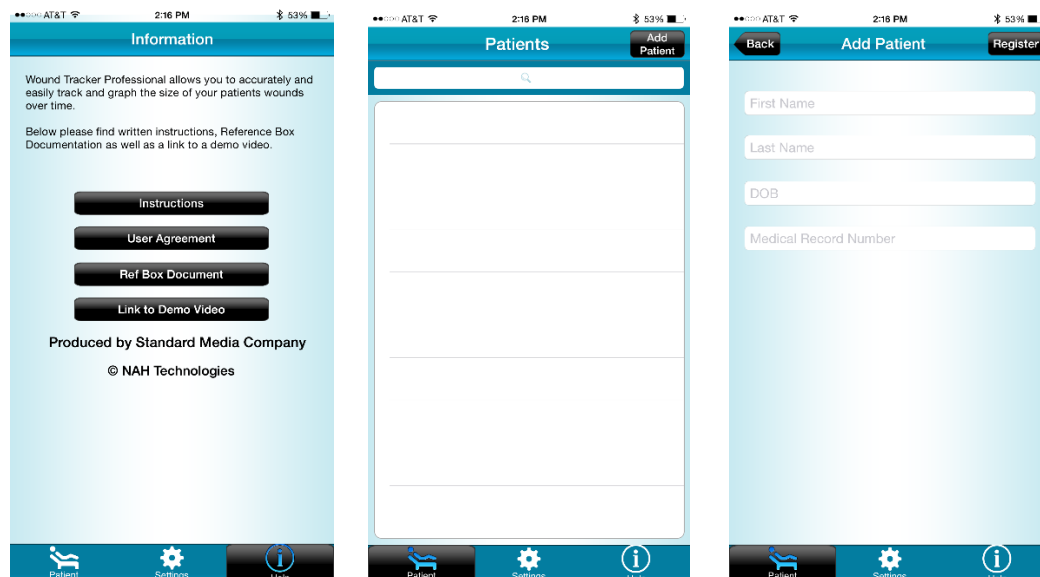 AT&T 2:16 PM 53%
Information
Wound Tracker Professional allows you to accurately and
easily track and graph the size of your patients wounds
over time.
Below please find written instructions, Reference Box
Documentation as well as a link to a demo video.
Instructions
User Agreement
Ref Box Document
Link to Demo Video
Produced by Standard Media Company
© NAH Technologies
Patient Settings Help
AT&T 2:16 PM 53%
Patients
Add
Patient
Patient Settings
AT&T 2:16 PM 53%
Back Add Patient Register
First Name
Last Name
DOB
Medical Record Number
Patient Settings